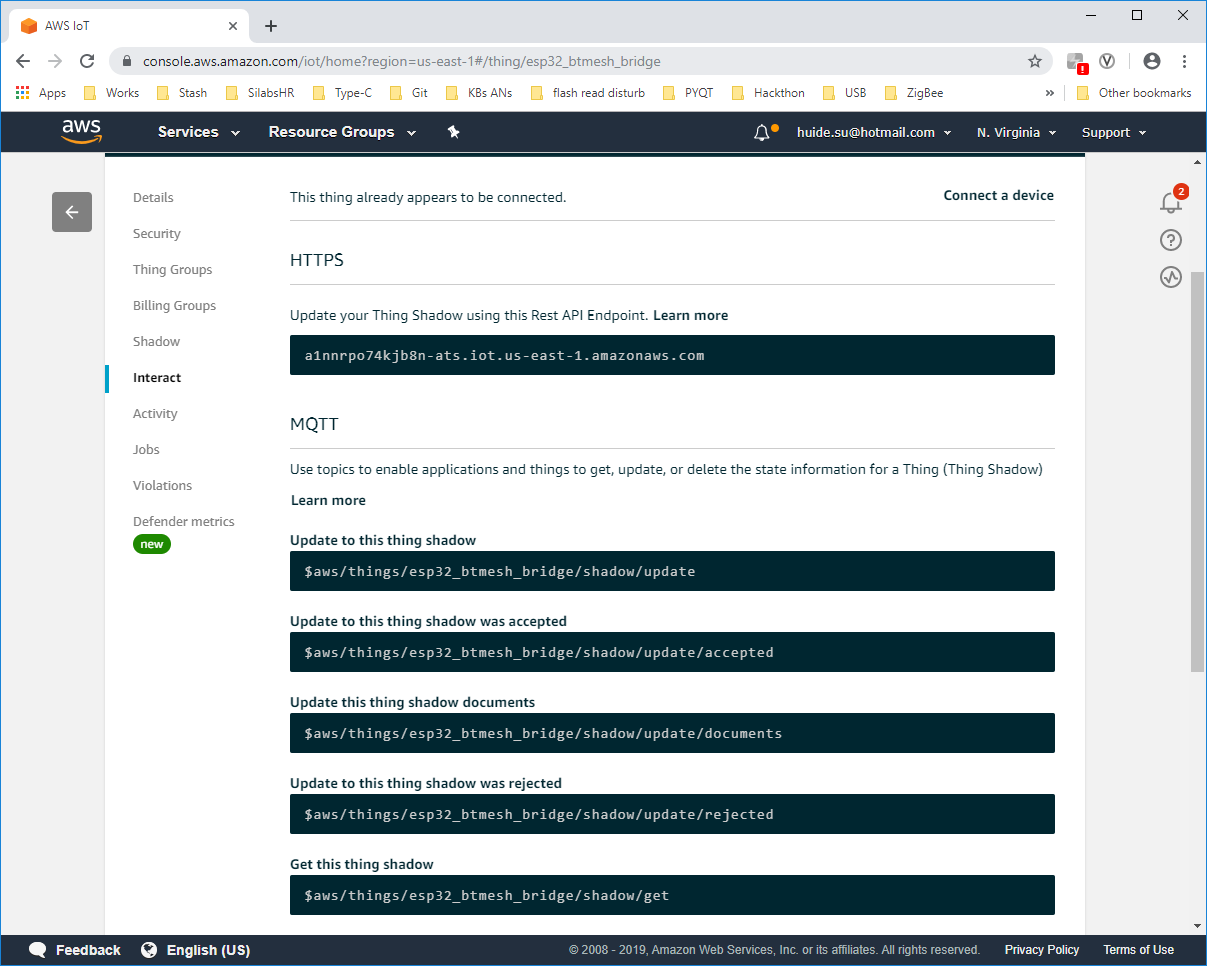 AWS IoT
console.aws.amazon.com/iot/home?region=us-east-1#/thing/esp32_btmesh_bridge
Apps Works Stash SilabsHR Type-C Git KBs ANs flash read disturb PYQT Hackthon USB ZigBee » Other bookmarks
aws Services Resource Groups huide.su@hotmail.com N. Virginia Support
Details
Security
Thing Groups
Billing Groups
Shadow
Interact
Activity
Jobs
Violations
Defender metrics
new
This thing already appears to be connected. Connect a device
HTTPS
Update your Thing Shadow using this Rest API Endpoint. Learn more
a1nnrpo74kjb8n-ats.iot.us-east-1.amazonaws.com
MQTT
Use topics to enable applications and things to get, update, or delete the state information for a Thing (Thing Shadow)
Learn more
Update to this thing shadow
$aws/things/esp32_btmesh_bridge/shadow/update
Update to this thing shadow was accepted
$aws/things/esp32_btmesh_bridge/shadow/update/accepted
Update this thing shadow documents
$aws/things/esp32_btmesh_bridge/shadow/update/documents
Update to this thing shadow was rejected
$aws/things/esp32_btmesh_bridge/shadow/update/rejected
Get this thing shadow
$aws/things/esp32_btmesh_bridge/shadow/get
2
Feedback English (US) © 2008 - 2019, Amazon Web Services, Inc. or its affiliates. All rights reserved. Privacy Policy Terms of Use